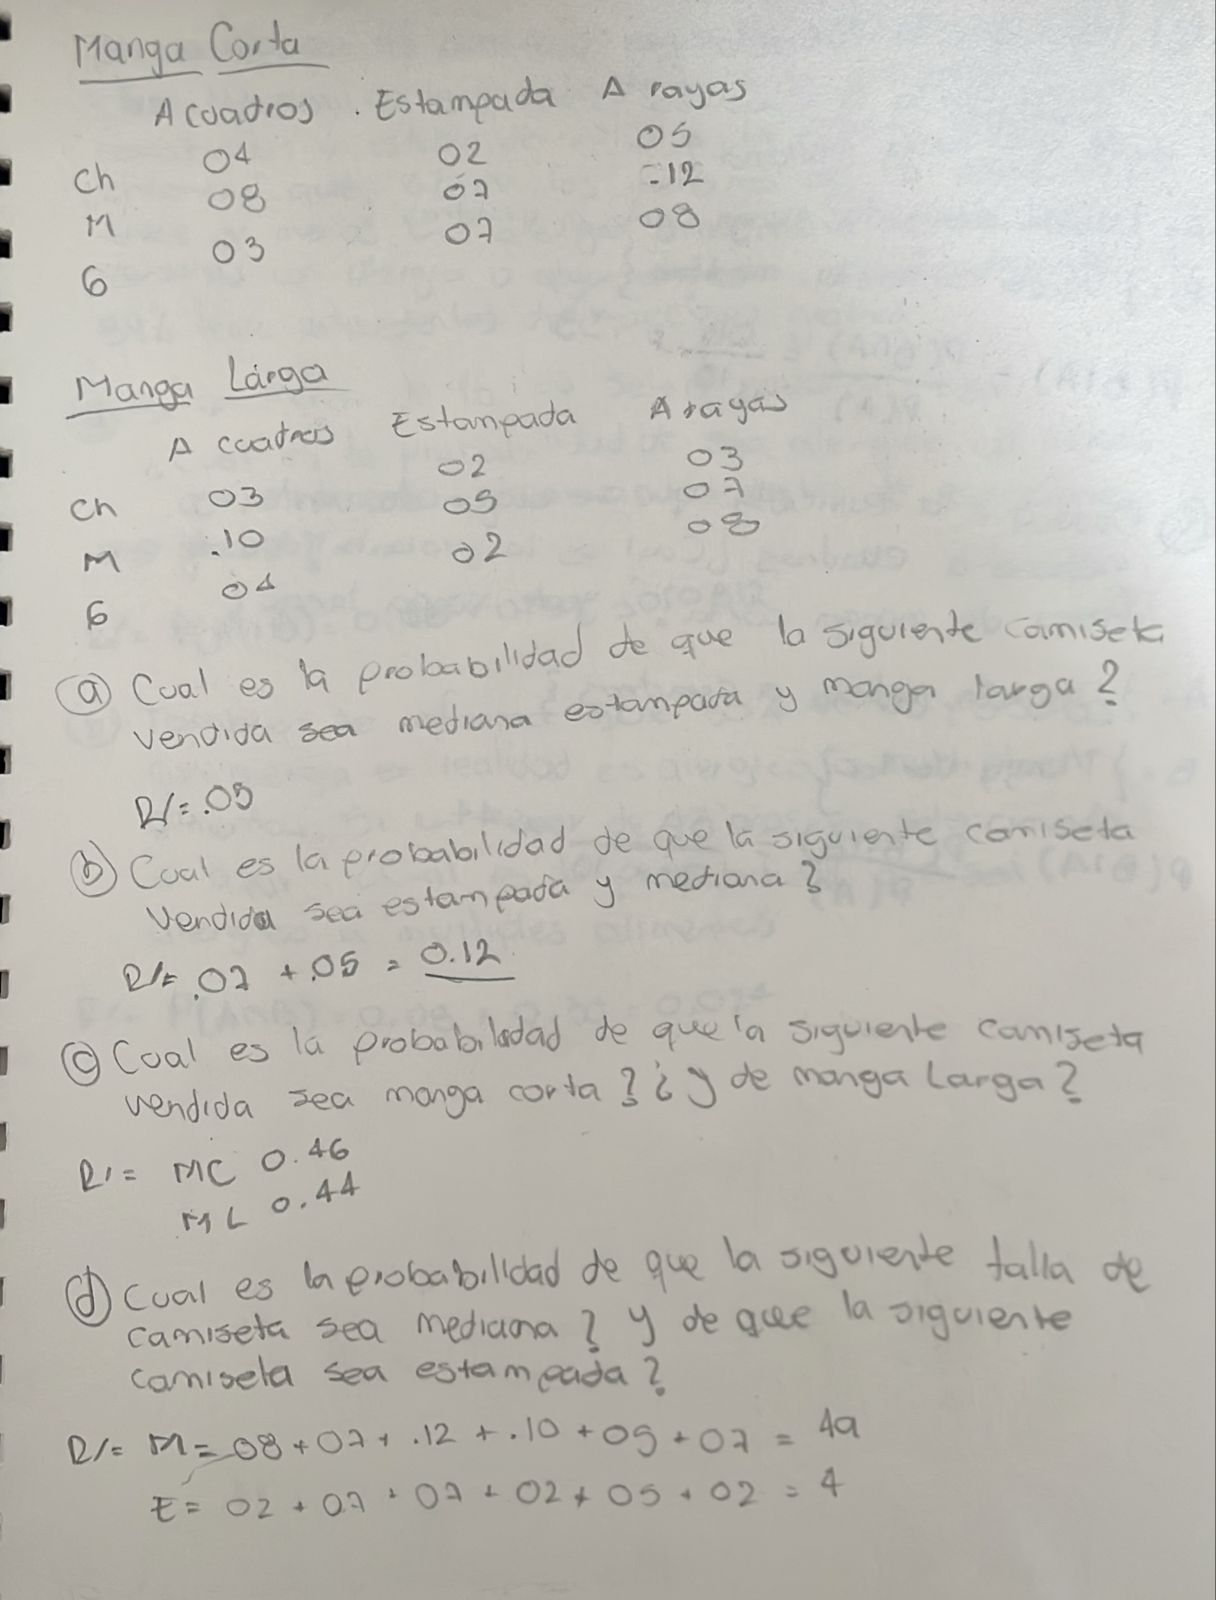 Manga Corta
A cuadros . Estampada A rayas
Ch 04 02 05
M 08 07 .12
G 03 07 08
Manga Larga
A cuadros Estampada A rayas
Ch 03 02 03
M .10 05 07
G 04 02 08
a) Cual es la probabilidad de que la siguiente camiseta
vendida sea mediana estampada y manga larga?
R/= .05
b) Cual es la probabilidad de que la siguiente camiseta
vendida sea estampada y mediana?
R/= .07 + .05 = 0.12
c) Cual es la probabilidad de que la siguiente camiseta
vendida sea manga corta? ¿y de manga Larga?
R/= MC 0.46
ML 0.44
d) Cual es la probabilidad de que la siguiente talla de
camiseta sea mediana? y de que la siguiente
camiseta sea estampada?
R/= M = 08 + 07 + .12 + .10 + 05 + 07 = 49
E = 02 + 07 + 07 + 02 + 05 + 02 = 4